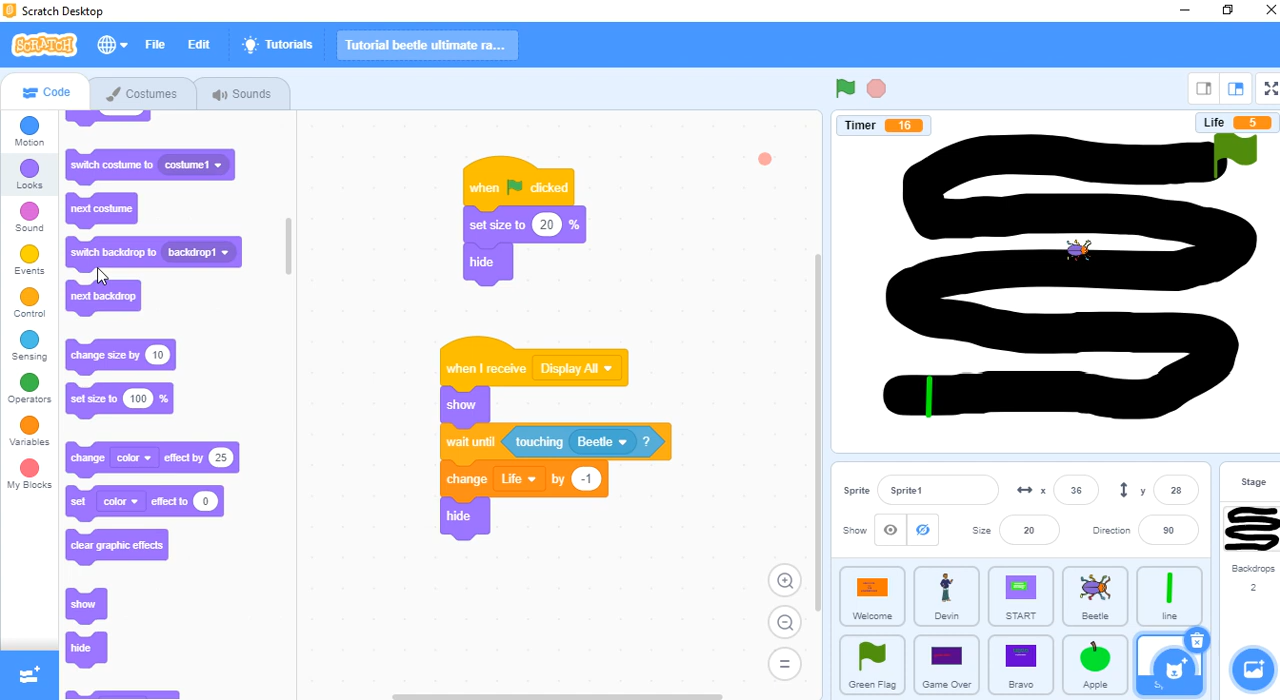 Scratch Desktop
SCRATCH File Edit Tutorials Tutorial beetle ultimate ra...
Code Costumes Sounds
Motion
Looks
Sound
Events
Control
Sensing
Operators
Variables
My Blocks
switch costume to costume1
next costume
switch backdrop to backdrop1
next backdrop
change size by 10
set size to 100 %
change color effect by 25
set color effect to 0
clear graphic effects
show
hide
when clicked
set size to 20 %
hide
when I receive Display All
show
wait until touching Beetle ?
change Life by -1
hide
Timer 16
Life 5
Sprite Sprite1 x 36 y 28
Show Size 20 Direction 90
Welcome Devin START Beetle line
Green Flag Game Over Bravo Apple
Stage
Backdrops
2